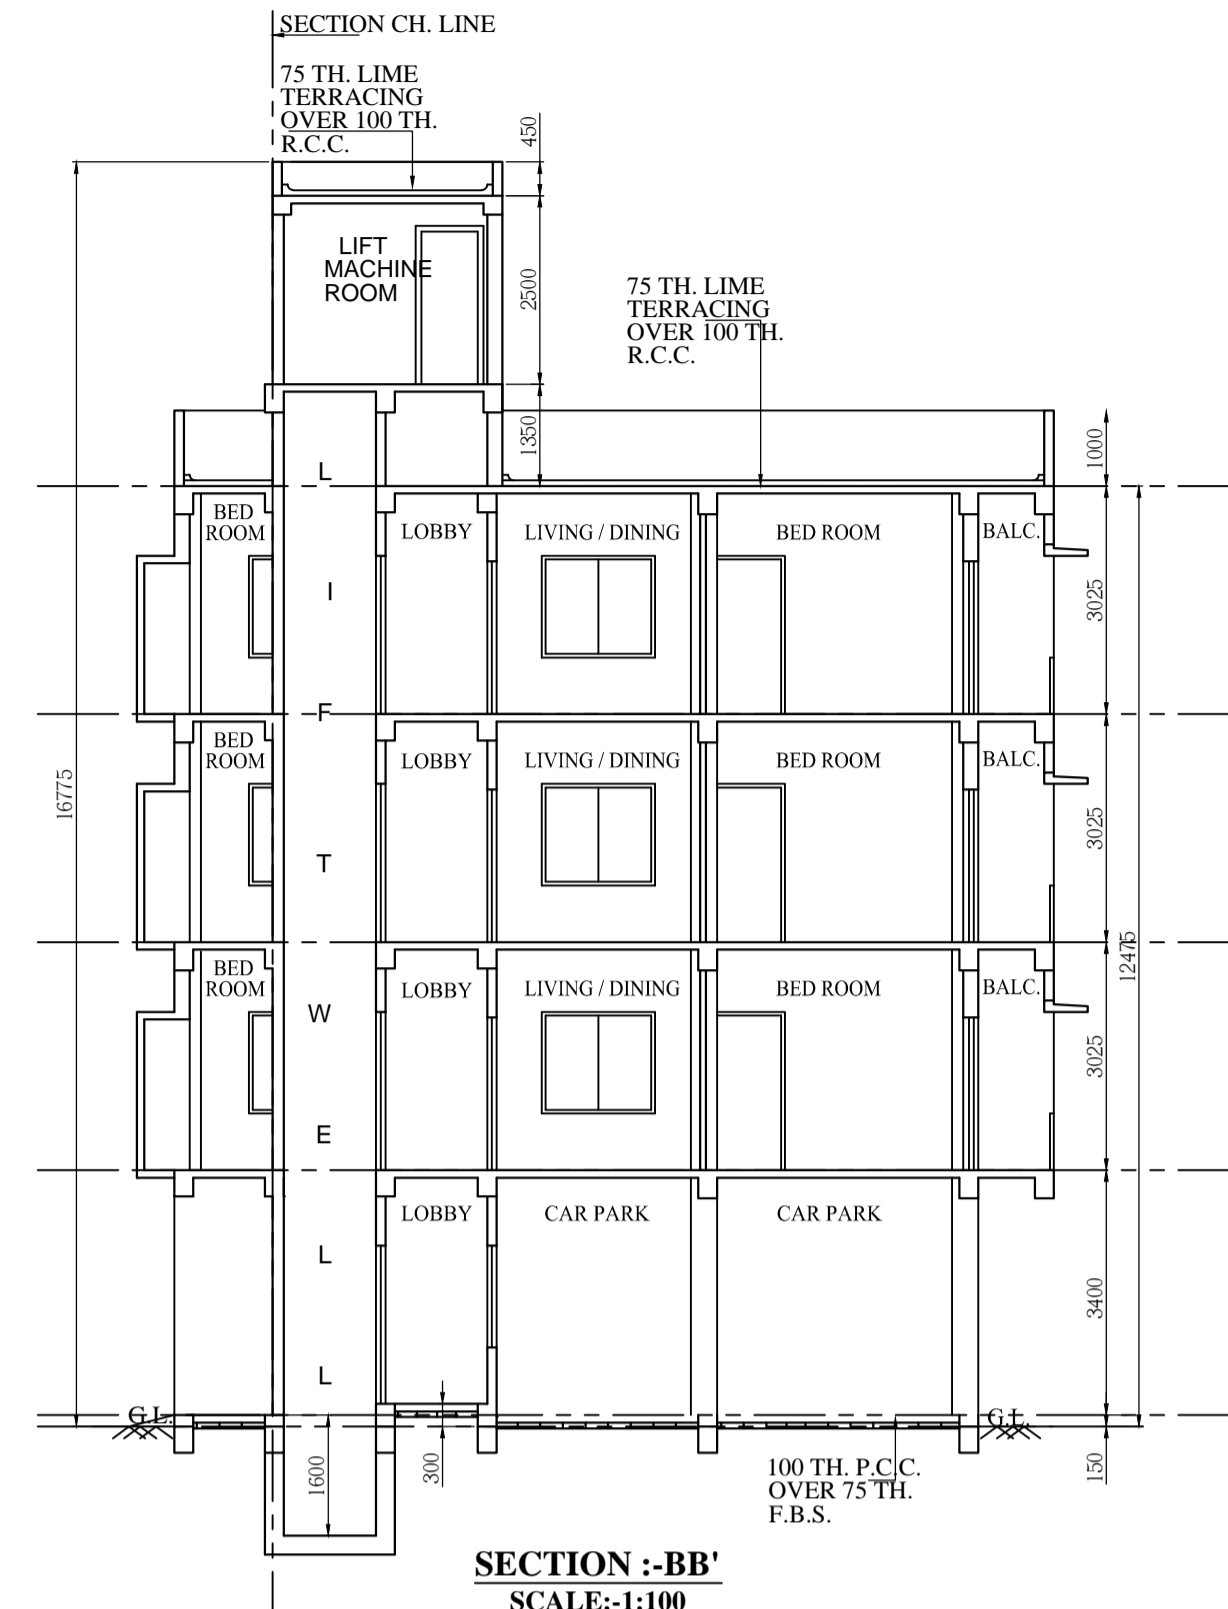 SECTION CH. LINE
75 TH. LIME
TERRACING
OVER 100 TH.
R.C.C.
450
LIFT
MACHINE
ROOM
2500
75 TH. LIME
TERRACING
OVER 100 TH.
R.C.C.
1350
1000
L
BED
ROOM
LOBBY
LIVING / DINING
BED ROOM
BALC.
I
3025
F
BED
ROOM
LOBBY
LIVING / DINING
BED ROOM
BALC.
16775
3025
T
12475
BED
ROOM
LOBBY
LIVING / DINING
BED ROOM
BALC.
W
3025
E
LOBBY
CAR PARK
CAR PARK
L
3400
L
G.L.
G.L.
1600
300
150
100 TH. P.C.C.
OVER 75 TH.
F.B.S.
SECTION :-BB'
SCALE:-1:100